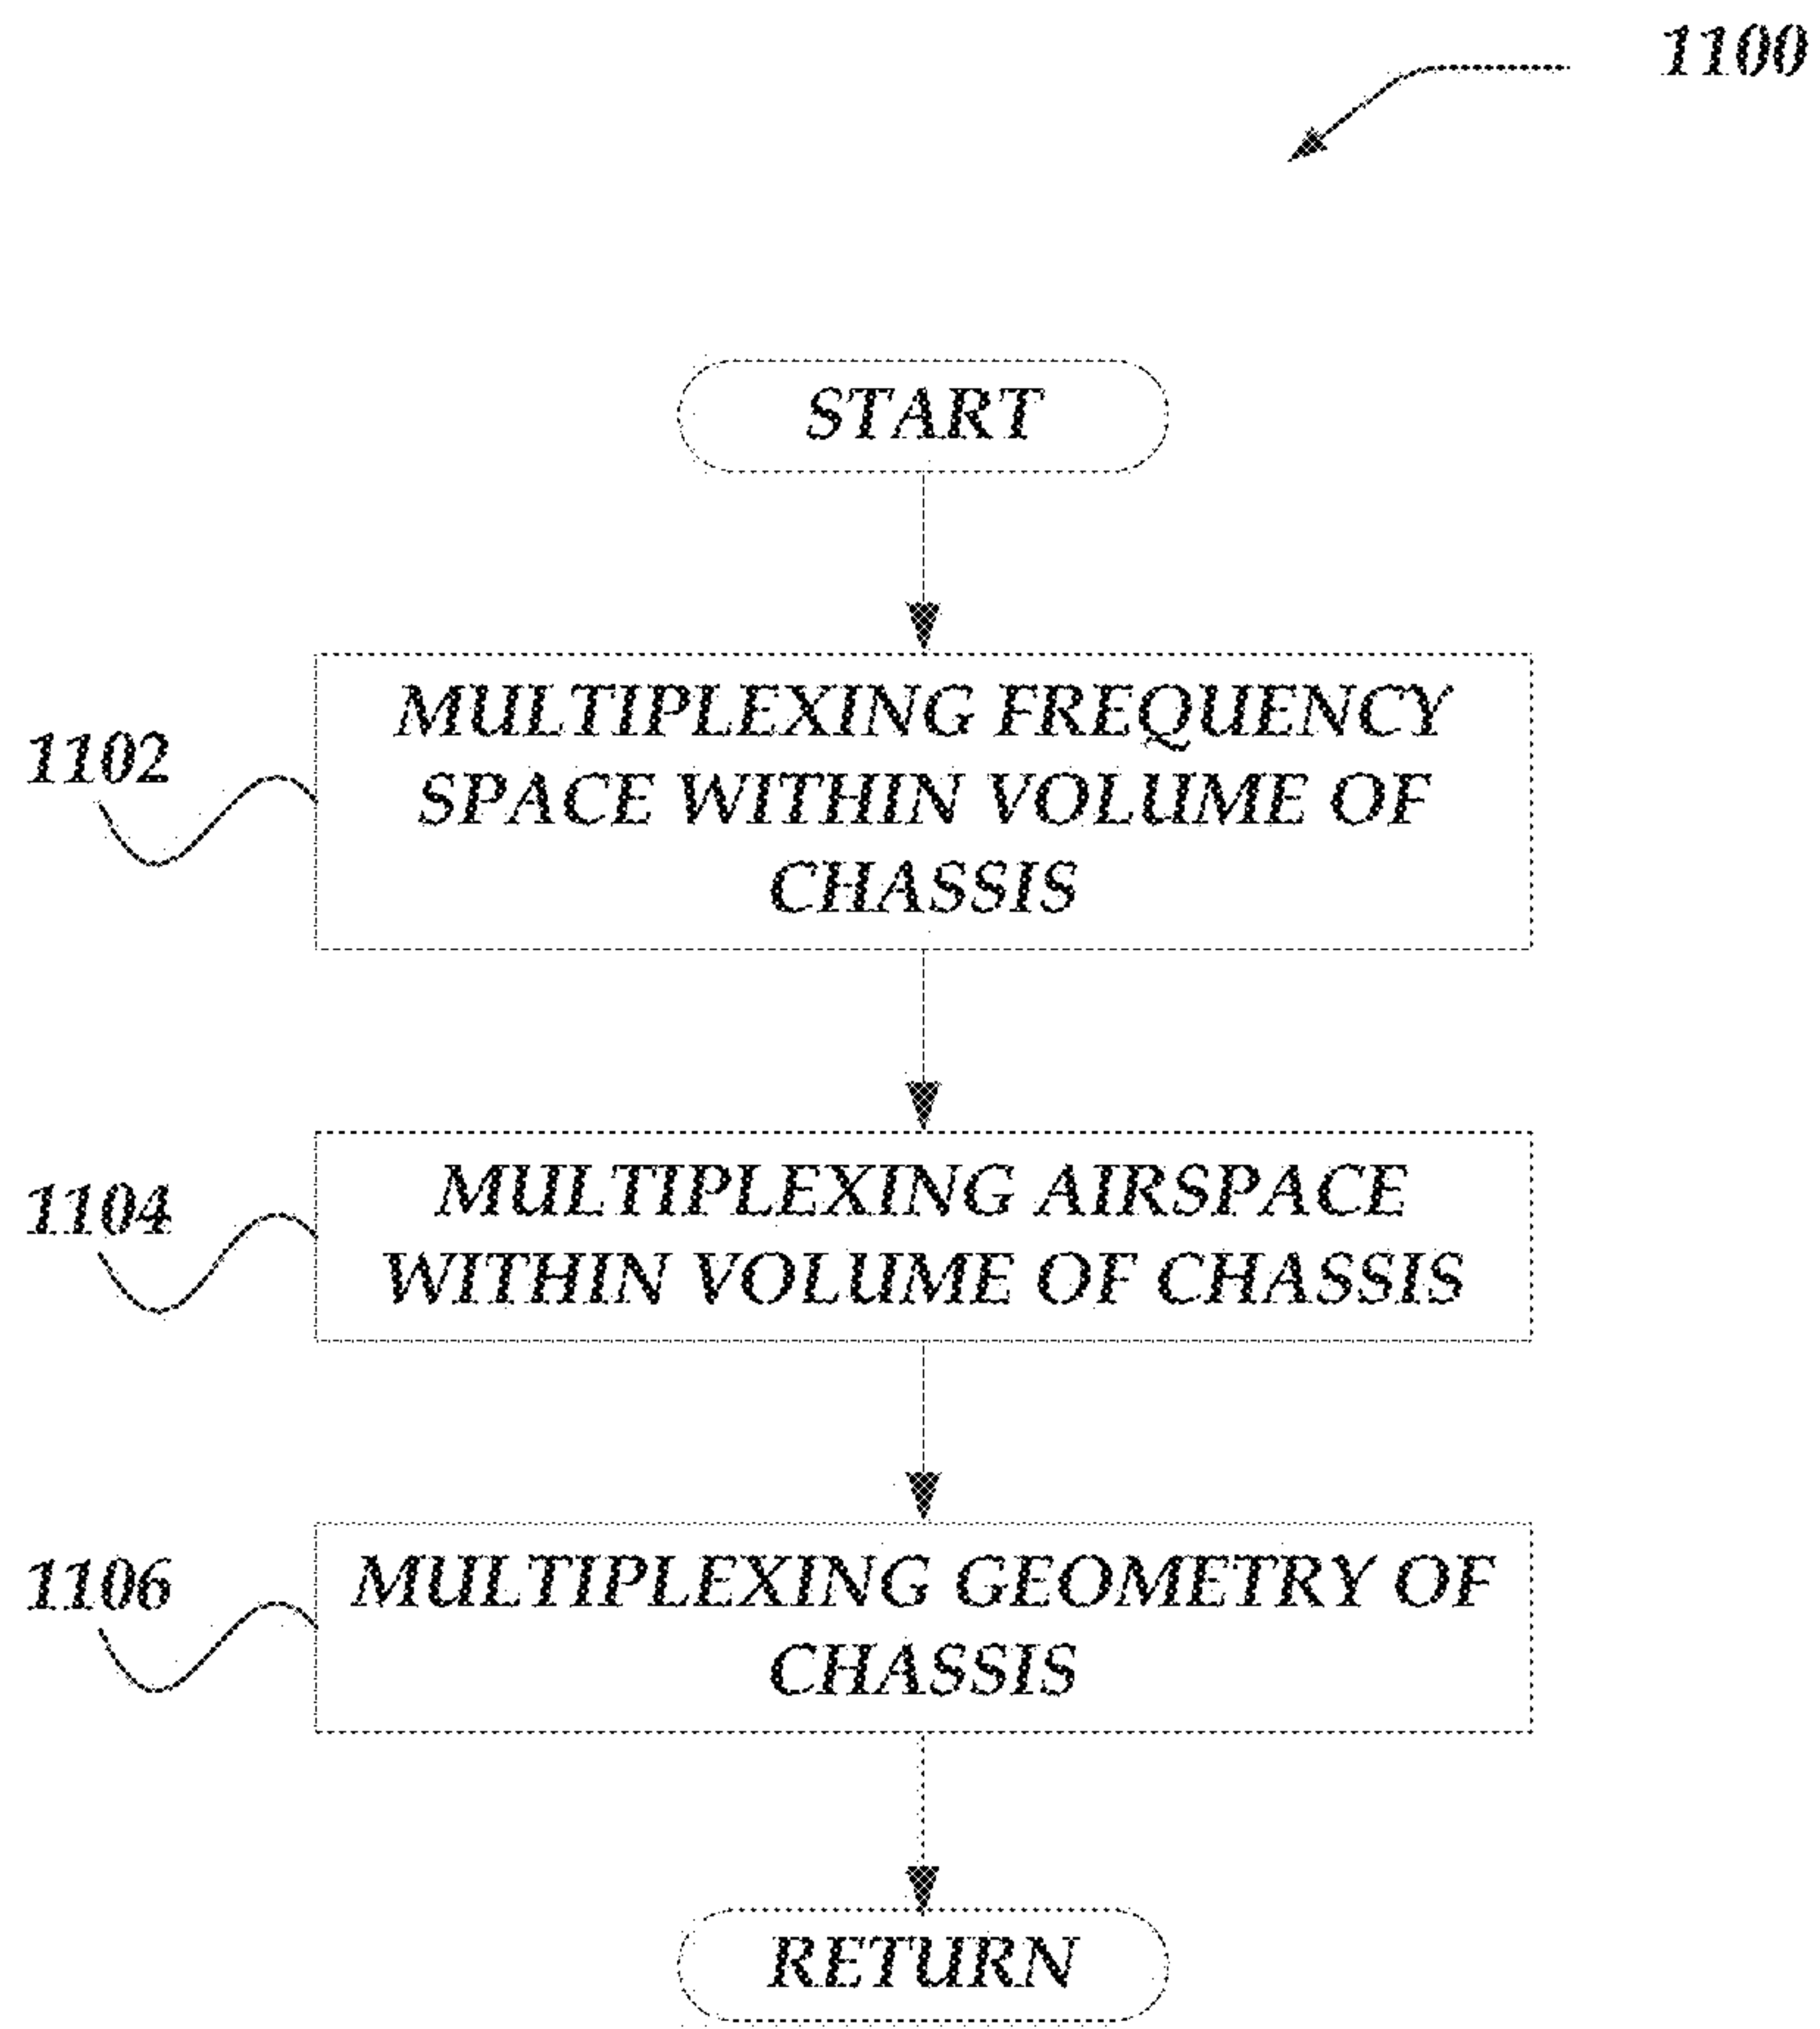 1100
START
1102
MULTIPLEXING FREQUENCY
SPACE WITHIN VOLUME OF
CHASSIS
1104
MULTIPLEXING AIRSPACE
WITHIN VOLUME OF CHASSIS
1106
MULTIPLEXING GEOMETRY OF
CHASSIS
RETURN